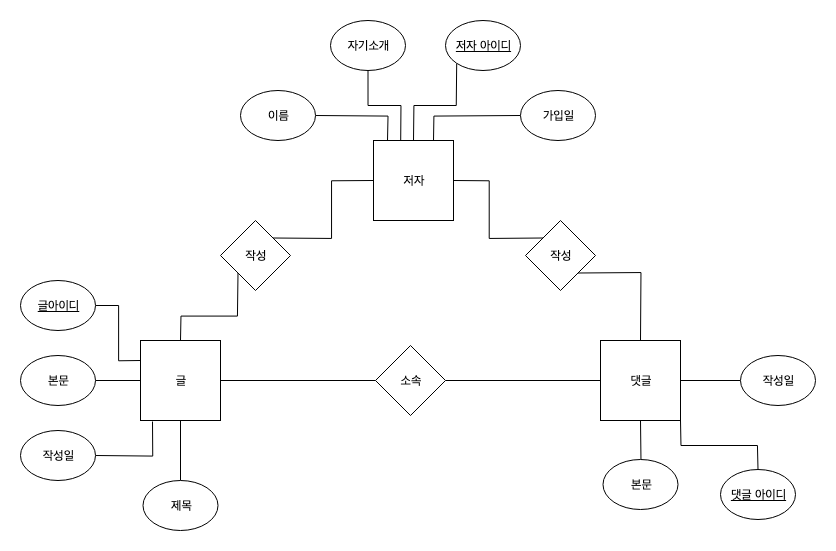 자기소개
저자 아이디
이름
가입일
저자
작성
작성
글아이디
본문
글
소속
댓글
작성일
작성일
본문
댓글 아이디
제목